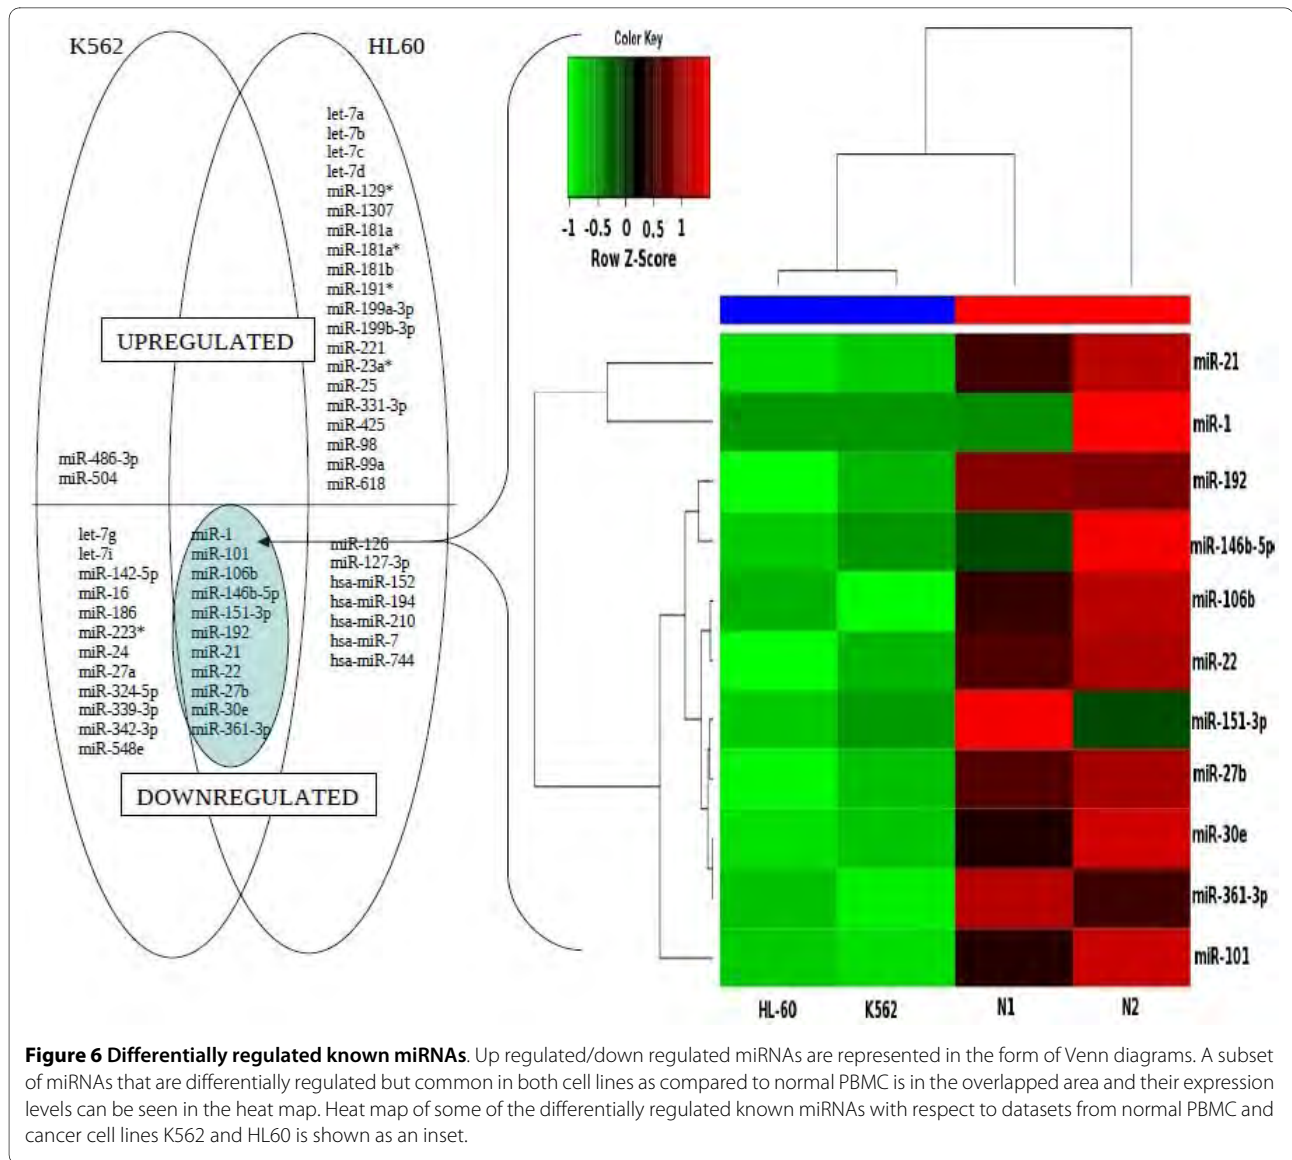 K562
HL60
let-7a
let-7b
let-7c
let-7d
miR-129*
miR-1307
miR-181a
miR-181a*
miR-181b
miR-191*
miR-199a-3p
miR-199b-3p
miR-221
miR-23a*
miR-25
miR-331-3p
miR-425
miR-98
miR-99a
miR-618
UPREGULATED
miR-486-3p
miR-504
let-7g
let-7i
miR-142-5p
miR-16
miR-186
miR-223*
miR-24
miR-27a
miR-324-5p
miR-339-3p
miR-342-3p
miR-548e
miR-1
miR-101
miR-106b
miR-146b-5p
miR-151-3p
miR-192
miR-21
miR-22
miR-27b
miR-30e
miR-361-3p
miR-126
miR-127-3p
hsa-miR-152
hsa-miR-194
hsa-miR-210
hsa-miR-7
hsa-miR-744
DOWNREGULATED
Color Key
-1 -0.5 0 0.5 1
Row Z-Score
miR-21
miR-1
miR-192
miR-146b-5p
miR-106b
miR-22
miR-151-3p
miR-27b
miR-30e
miR-361-3p
miR-101
HL-60 K562 N1 N2
Figure 6 Differentially regulated known miRNAs. Up regulated/down regulated miRNAs are represented in the form of Venn diagrams. A subset
of miRNAs that are differentially regulated but common in both cell lines as compared to normal PBMC is in the overlapped area and their expression
levels can be seen in the heat map. Heat map of some of the differentially regulated known miRNAs with respect to datasets from normal PBMC and
cancer cell lines K562 and HL60 is shown as an inset.